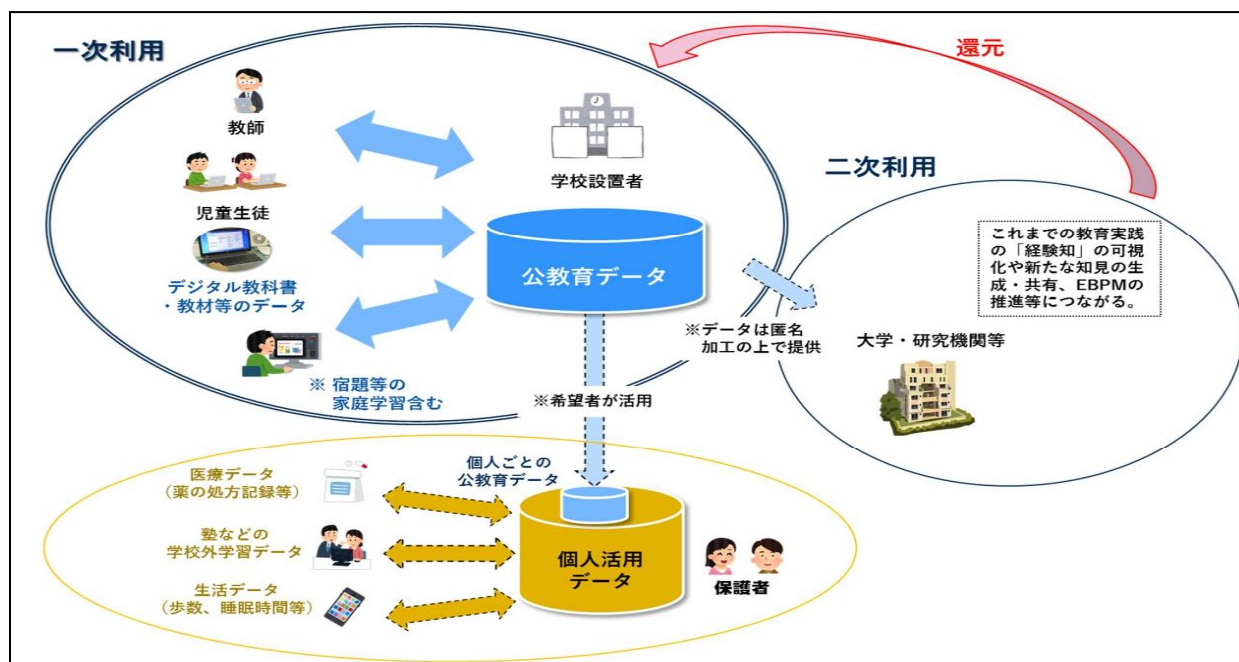 一次利用
教師
児童生徒
デジタル教科書
・教材等のデータ
※ 宿題等の
家庭学習含む
学校設置者
公教育データ
還元
二次利用
これまでの教育実践
の「経験知」の可視
化や新たな知見の生
成・共有、EBPMの
推進等につながる。
※データは匿名
加工の上で提供
大学・研究機関等
※希望者が活用
個人ごとの
公教育データ
医療データ
（薬の処方記録等）
塾などの
学校外学習データ
生活データ
（歩数、睡眠時間等）
個人活用
データ
保護者